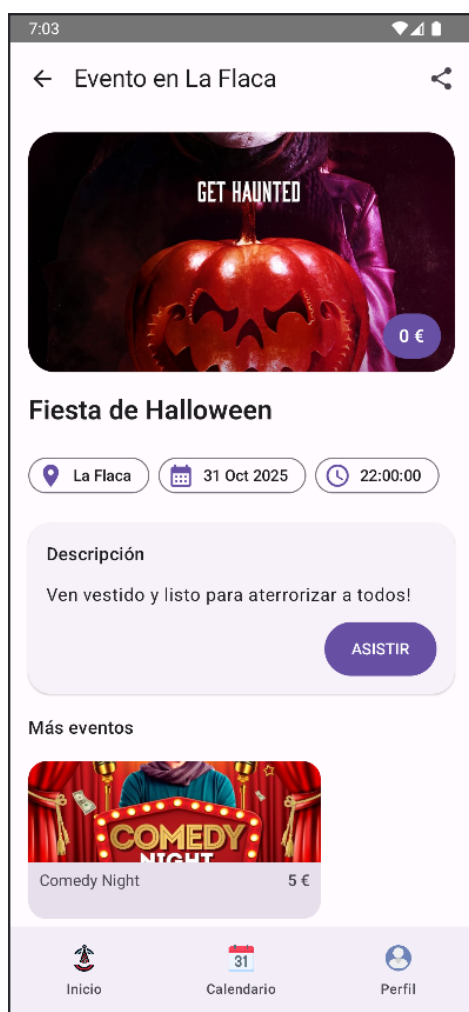 7:03
Evento en La Flaca
GET HAUNTED
0 €
Fiesta de Halloween
La Flaca
31 Oct 2025
22:00:00
Descripción
Ven vestido y listo para aterrorizar a todos!
ASISTIR
Más eventos
COMEDY
NIGHT
Comedy Night
5 €
31
Inicio
Calendario
Perfil